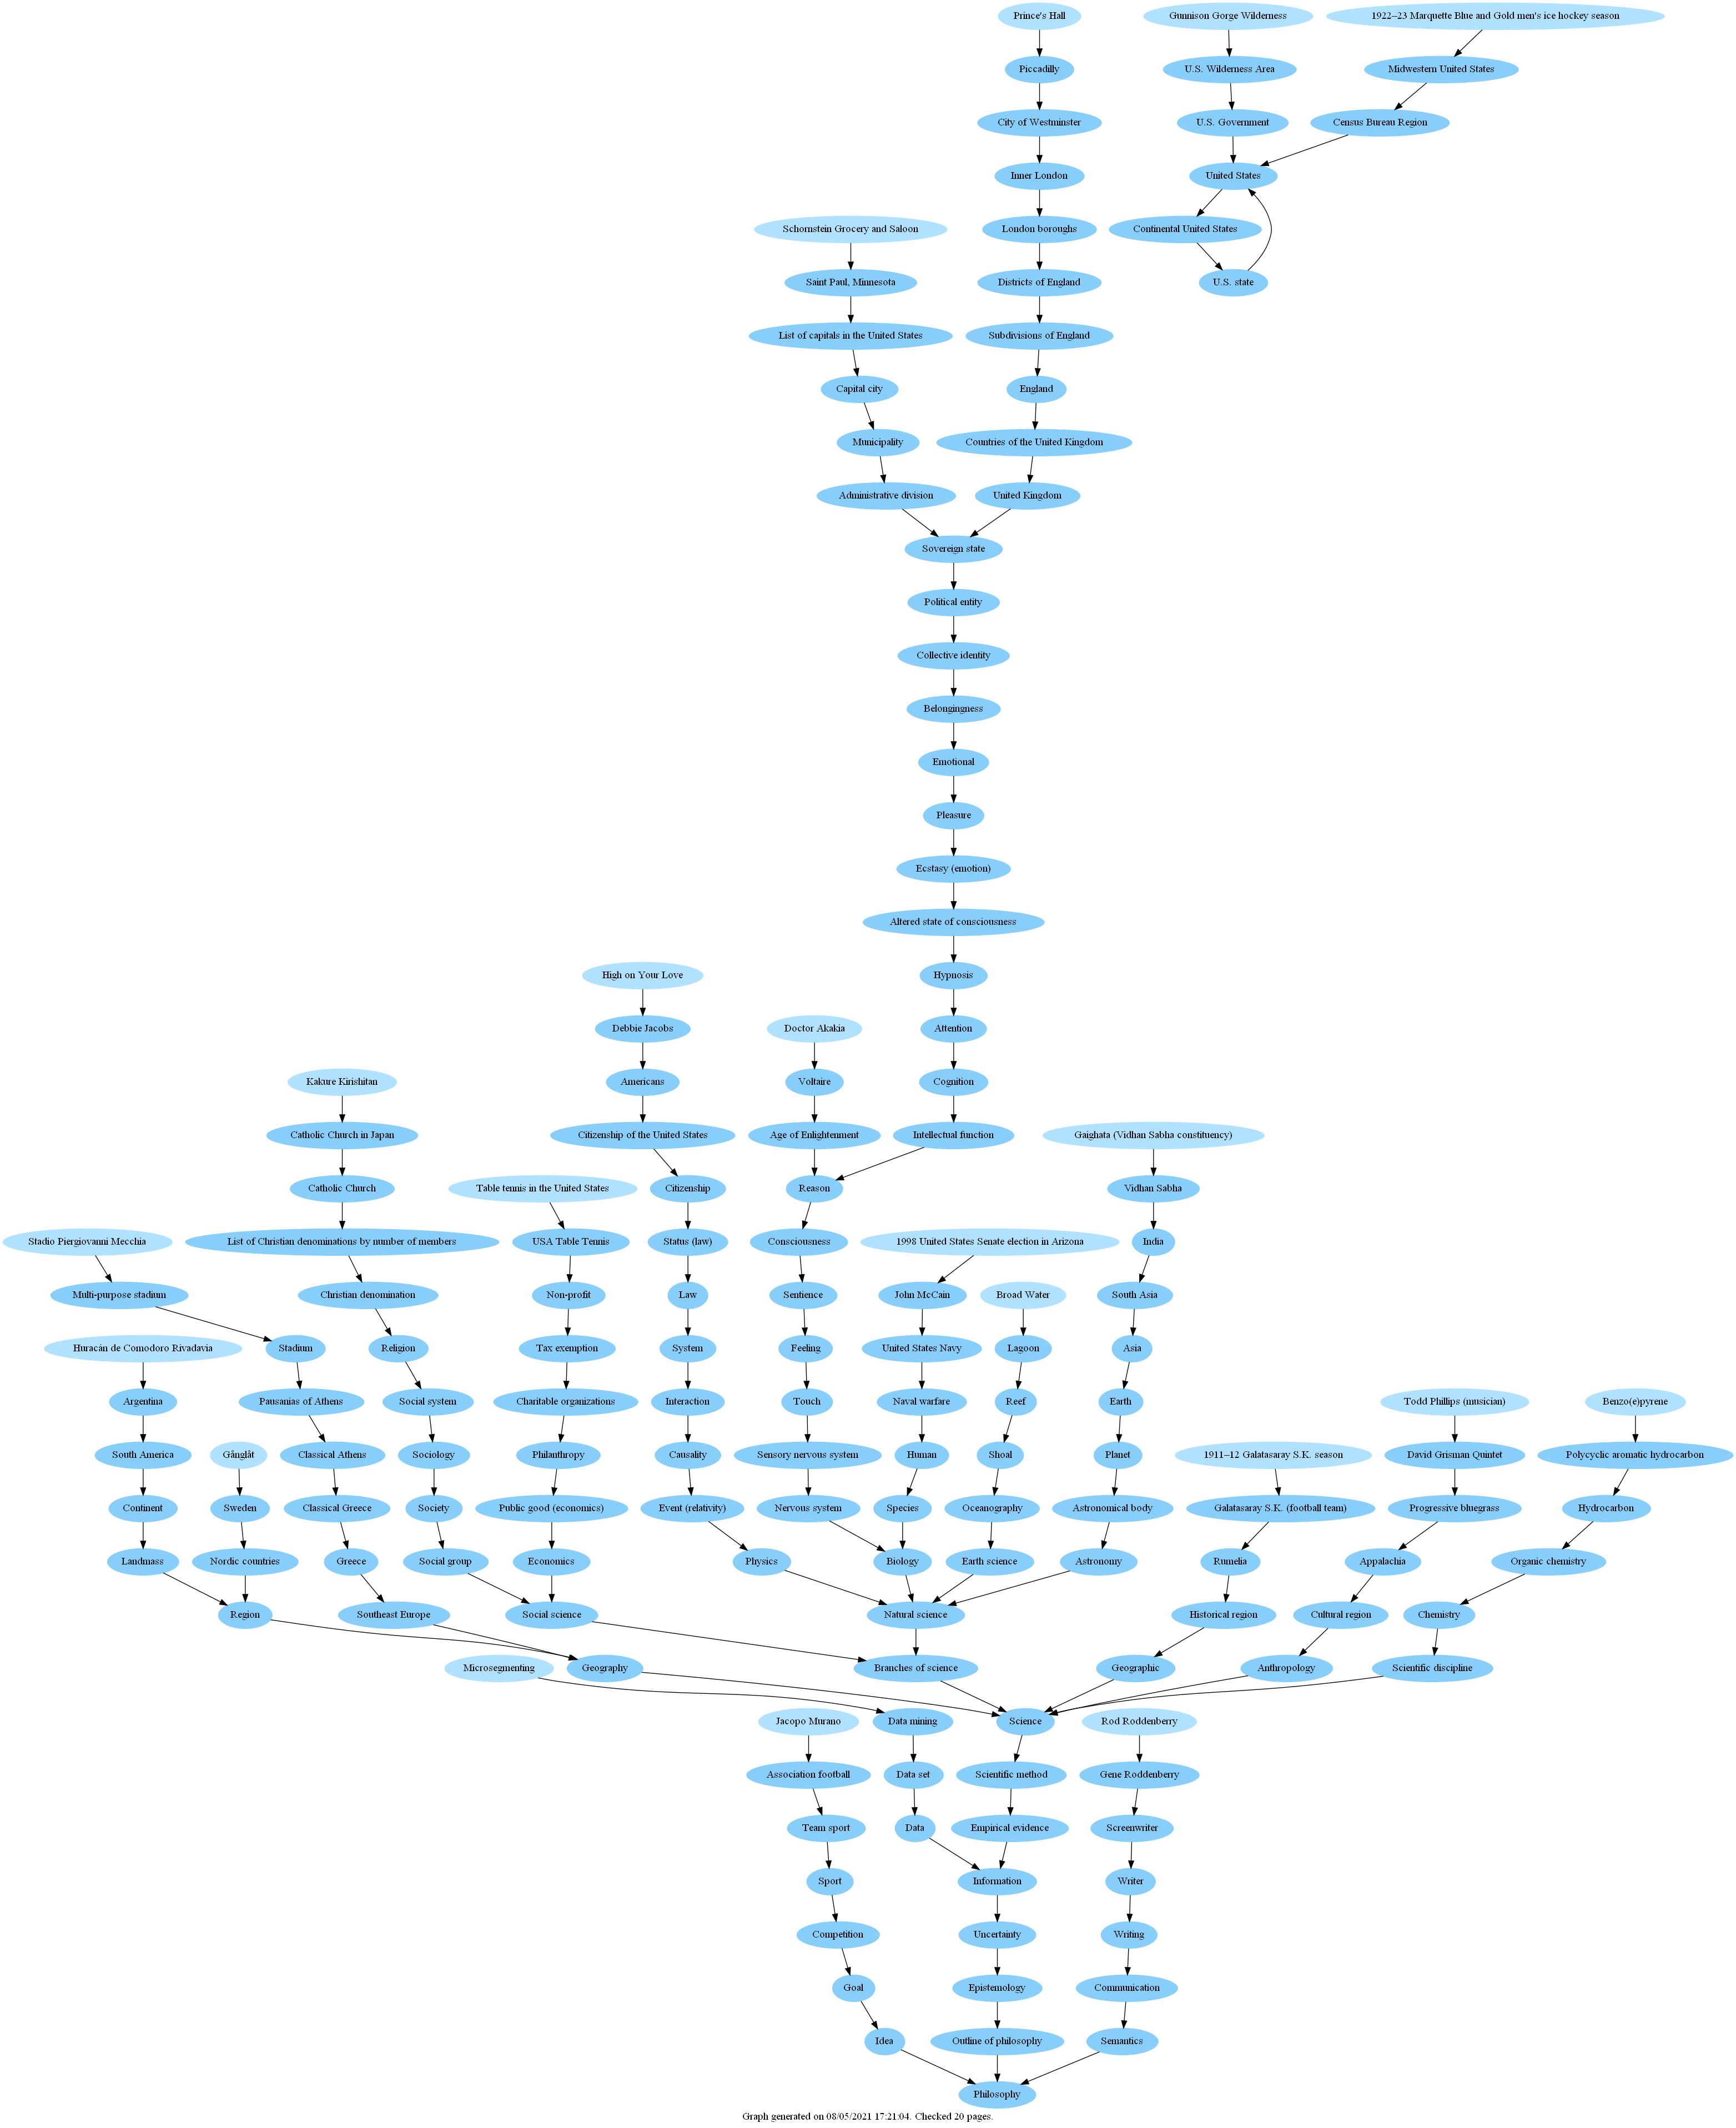 Prince's Hall
Gunnison Gorge Wilderness
1922–23 Marquette Blue and Gold men's ice hockey season
Piccadilly
U.S. Wilderness Area
Midwestern United States
City of Westminster
U.S. Government
Census Bureau Region
Inner London
United States
Schornstein Grocery and Saloon
London boroughs
Continental United States
Saint Paul, Minnesota
Districts of England
U.S. state
List of capitals in the United States
Subdivisions of England
Capital city
England
Municipality
Countries of the United Kingdom
Administrative division
United Kingdom
Sovereign state
Political entity
Collective identity
Belongingness
Emotional
Pleasure
Ecstasy (emotion)
Altered state of consciousness
High on Your Love
Hypnosis
Debbie Jacobs
Doctor Akakia
Attention
Kakure Kirishitan
Americans
Voltaire
Cognition
Catholic Church in Japan
Citizenship of the United States
Age of Enlightenment
Intellectual function
Gaighata (Vidhan Sabha constituency)
Catholic Church
Table tennis in the United States
Citizenship
Reason
Vidhan Sabha
Stadio Piergiovanni Mecchia
List of Christian denominations by number of members
USA Table Tennis
Status (law)
Consciousness
1998 United States Senate election in Arizona
India
Multi-purpose stadium
Christian denomination
Non-profit
Law
Sentience
John McCain
Broad Water
South Asia
Huracán de Comodoro Rivadavia
Stadium
Religion
Tax exemption
System
Feeling
United States Navy
Lagoon
Asia
Argentina
Pausanias of Athens
Social system
Charitable organizations
Interaction
Touch
Naval warfare
Reef
Earth
Todd Phillips (musician)
Benzo(e)pyrene
South America
Gånglåt
Classical Athens
Sociology
Philanthropy
Causality
Sensory nervous system
Human
Shoal
Planet
1911–12 Galatasaray S.K. season
David Grisman Quintet
Polycyclic aromatic hydrocarbon
Continent
Sweden
Classical Greece
Society
Public good (economics)
Event (relativity)
Nervous system
Species
Oceanography
Astronomical body
Galatasaray S.K. (football team)
Progressive bluegrass
Hydrocarbon
Landmass
Nordic countries
Greece
Social group
Economics
Physics
Biology
Earth science
Astronomy
Rumelia
Appalachia
Organic chemistry
Region
Southeast Europe
Social science
Natural science
Historical region
Cultural region
Chemistry
Microsegmenting
Geography
Branches of science
Geographic
Anthropology
Scientific discipline
Jacopo Murano
Data mining
Science
Rod Roddenberry
Association football
Data set
Scientific method
Gene Roddenberry
Team sport
Data
Empirical evidence
Screenwriter
Sport
Information
Writer
Competition
Uncertainty
Writing
Goal
Epistemology
Communication
Idea
Outline of philosophy
Semantics
Philosophy
Graph generated on 08/05/2021 17:21:04. Checked 20 pages.